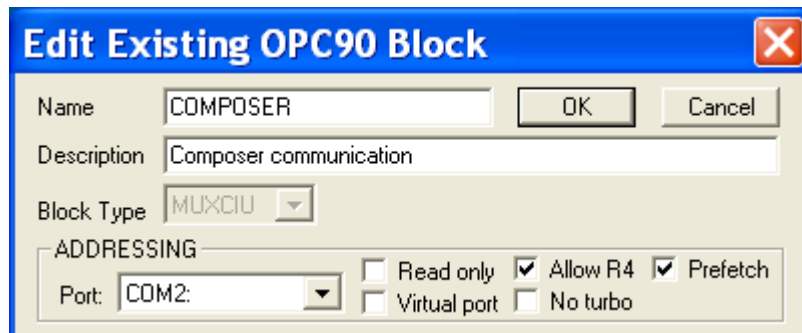 Edit Existing OPC90 Block
Name COMPOSER OK Cancel
Description Composer communication
Block Type MUXCIU
ADDRESSING
Port: COM2: Read only Allow R4 Prefetch
Virtual port No turbo